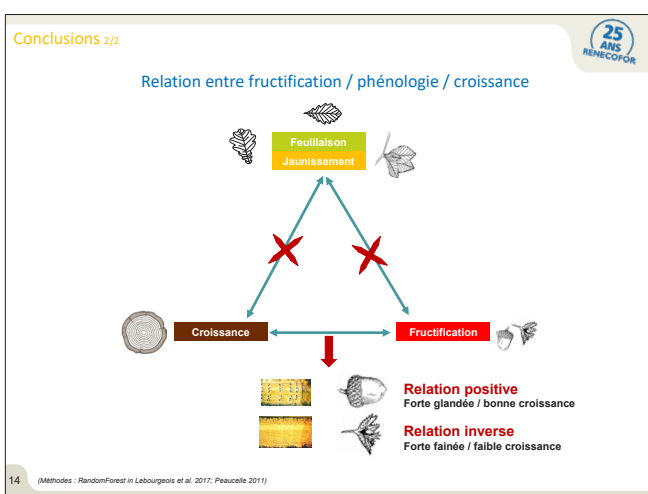 Conclusions 2/2
25
ANS
RENECOFOR
Relation entre fructification / phénologie / croissance
Feuillaison
Jaunissement
Croissance
Fructification
Relation positive
Forte glandée / bonne croissance
Relation inverse
Forte fainée / faible croissance
14 (Méthodes : RandomForest in Lebourgeois et al. 2017; Peaucelle 2011)